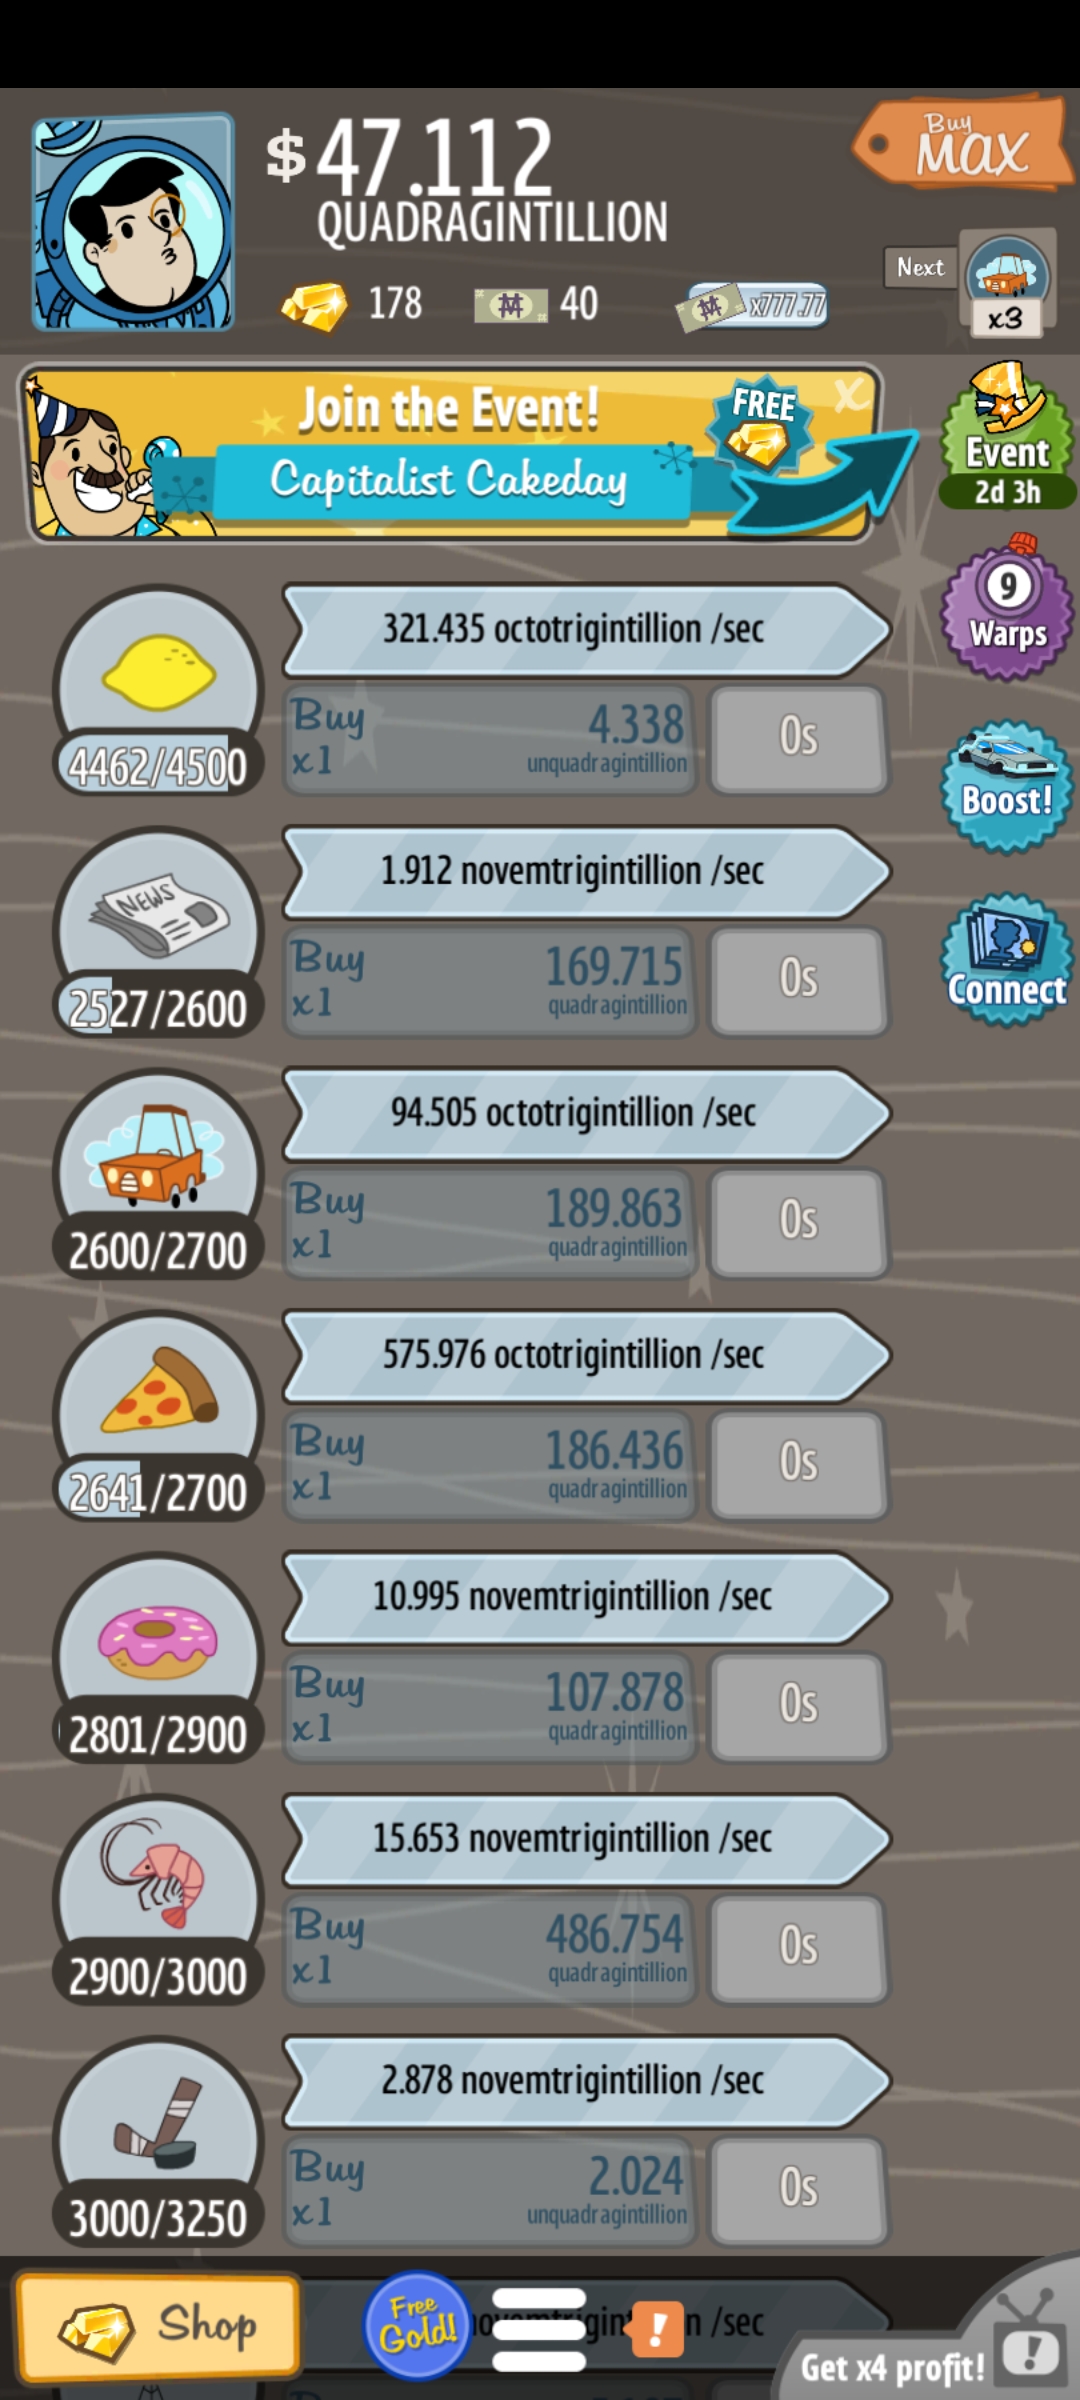 $47.112
QUADRAGINTILLION
Buy
MAX
178
40
x777.77
Next
x3
Join the Event!
FREE
x
Capitalist Cakeday
Event
2d 3h
9
Warps
Boost!
Connect
321.435 octotrigintillion /sec
Buy
x1
4.338
unquadragintillion
0s
4462/4500
NEWS
1.912 novemtrigintillion /sec
Buy
x1
169.715
quadragintillion
0s
2527/2600
94.505 octotrigintillion /sec
Buy
x1
189.863
quadragintillion
0s
2600/2700
575.976 octotrigintillion /sec
Buy
x1
186.436
quadragintillion
0s
2641/2700
10.995 novemtrigintillion /sec
Buy
x1
107.878
quadragintillion
0s
2801/2900
15.653 novemtrigintillion /sec
Buy
x1
486.754
quadragintillion
0s
2900/3000
2.878 novemtrigintillion /sec
Buy
x1
2.024
unquadragintillion
0s
3000/3250
Shop
Free
Gold!
!
/sec
Get x4 profit!
!